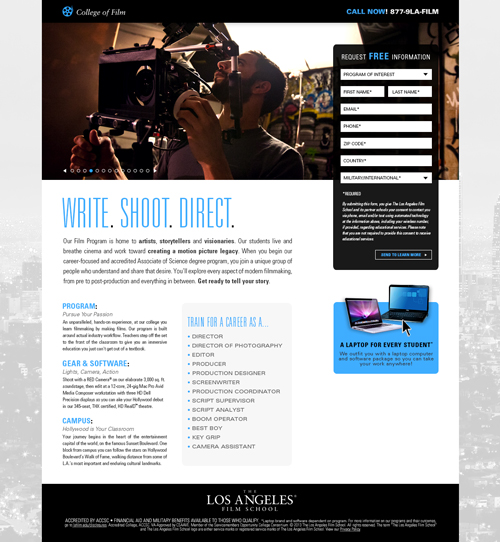 College of Film
CALL NOW! 877-9LA-FILM
REQUEST FREE INFORMATION
PROGRAM OF INTEREST
FIRST NAME*
LAST NAME*
EMAIL*
PHONE*
ZIP CODE*
COUNTRY*
MILITARY/INTERNATIONAL*
*REQUIRED
By submitting this form, you give The Los Angeles Film
School and its partner schools your consent to contact you
via phone, email and/or text using automated technology
at the information above, including your wireless number,
if provided, regarding educational services. Please note
that you are not required to provide this consent to receive
educational services.
SEND TO LEARN MORE
WRITE. SHOOT. DIRECT.
Our Film Program is home to artists, storytellers and visionaries. Our students live and
breathe cinema and work toward creating a motion picture legacy. When you begin our
career-focused and accredited Associate of Science degree program, you join a unique group of
people who understand and share that desire. You'll explore every aspect of modern filmmaking,
from pre to post-production and everything in between. Get ready to tell your story.
PROGRAM:
Pursue Your Passion
An unparalleled, hands-on experience, at our college you
learn filmmaking by making films. Our program is built
around actual industry workflow. Teachers step off the set
to the front of the classroom to give you an immersive
education you just can't get out of a textbook.
GEAR & SOFTWARE:
Lights, Camera, Action
Shoot with a RED Camera® on our elaborate 3,000 sq. ft.
soundstage, then edit at a 12-core, 24-gig Mac Pro Avid
Media Composer workstation with three HD Dell
Precision displays so you can take your Hollywood debut
in our 345-seat, THX certified, HD RealD™ theatre.
CAMPUS:
Hollywood is Your Classroom
Your journey begins in the heart of the entertainment
capital of the world; on the famous Sunset Boulevard. One
block from campus you can follow the stars on Hollywood
Boulevard's Walk of Fame, walking distance from some of
L.A.'s most important and enduring cultural landmarks.
TRAIN FOR A CAREER AS A...
• DIRECTOR
• DIRECTOR OF PHOTOGRAPHY
• EDITOR
• PRODUCER
• PRODUCTION DESIGNER
• SCREENWRITER
• PRODUCTION COORDINATOR
• SCRIPT SUPERVISOR
• SCRIPT ANALYST
• BOOM OPERATOR
• BEST BOY
• KEY GRIP
• CAMERA ASSISTANT
A LAPTOP FOR EVERY STUDENT*
We outfit you with a laptop computer
and software package so you can take
your work anywhere!
THE
LOS ANGELES
FILM SCHOOL
ACCREDITED BY ACCSC • FINANCIAL AID AND MILITARY BENEFITS AVAILABLE TO THOSE WHO QUALIFY. *Laptop brand and software dependent on program. For more information on our programs and their outcomes,